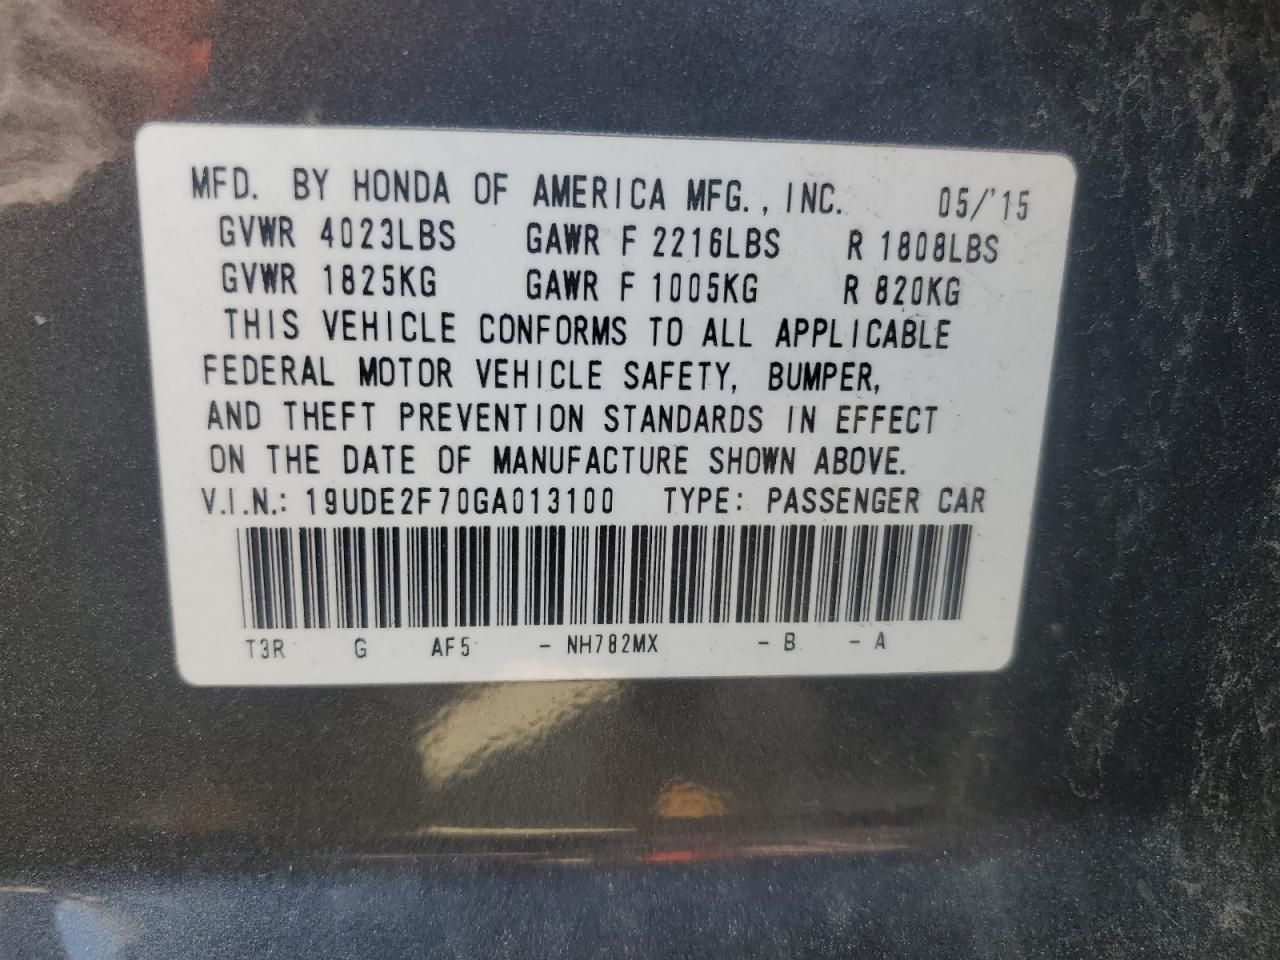 MFD. BY HONDA OF AMERICA MFG., INC. 05/'15
GVWR 4023LBS GAWR F 2216LBS R 1808LBS
GVWR 1825KG GAWR F 1005KG R 820KG
THIS VEHICLE CONFORMS TO ALL APPLICABLE
FEDERAL MOTOR VEHICLE SAFETY, BUMPER,
AND THEFT PREVENTION STANDARDS IN EFFECT
ON THE DATE OF MANUFACTURE SHOWN ABOVE.
V.I.N.: 19UDE2F70GA013100 TYPE: PASSENGER CAR
T3R G AF5 - NH782MX - B - A